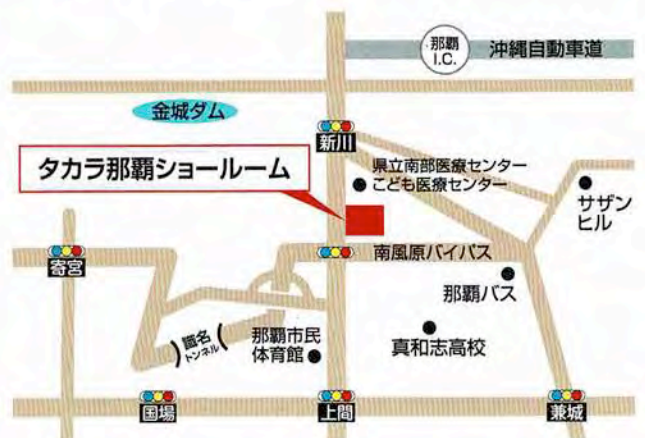 那覇
I.C.
沖縄自動車道
金城ダム
新川
タカラ那覇ショールーム
県立南部医療センター
こども医療センター
サザン
ヒル
寄宮
南風原バイパス
那覇バス
識名
トンネル
那覇市民
体育館
真和志高校
国場
上間
兼城